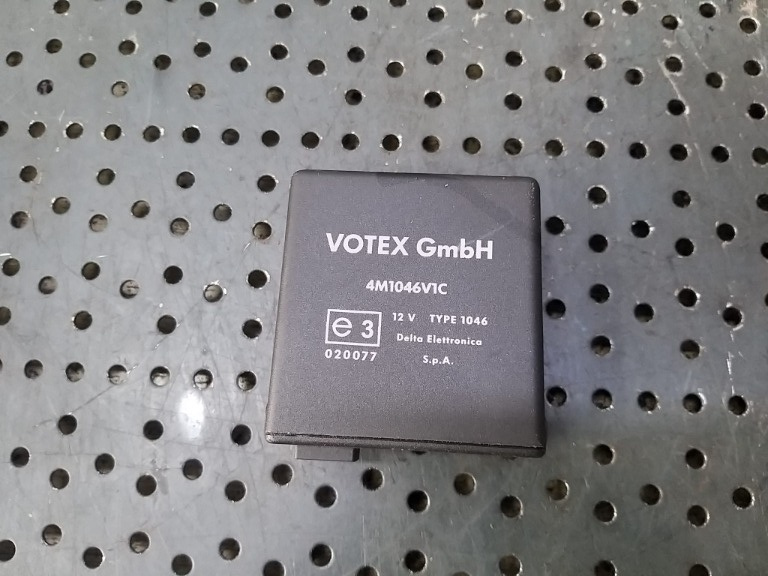 VOTEX GmbH
4M1046V1C
e 3 12 V TYPE 1046
Delta Elettronica
020077 S.p.A.